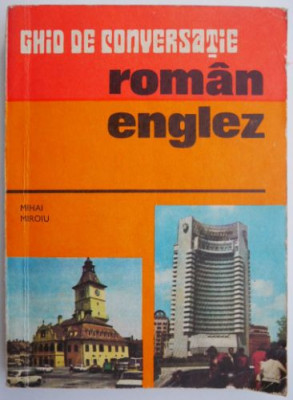 GHID DE CONVERSAȚIE
român
englez
MIHAI
MIROIU